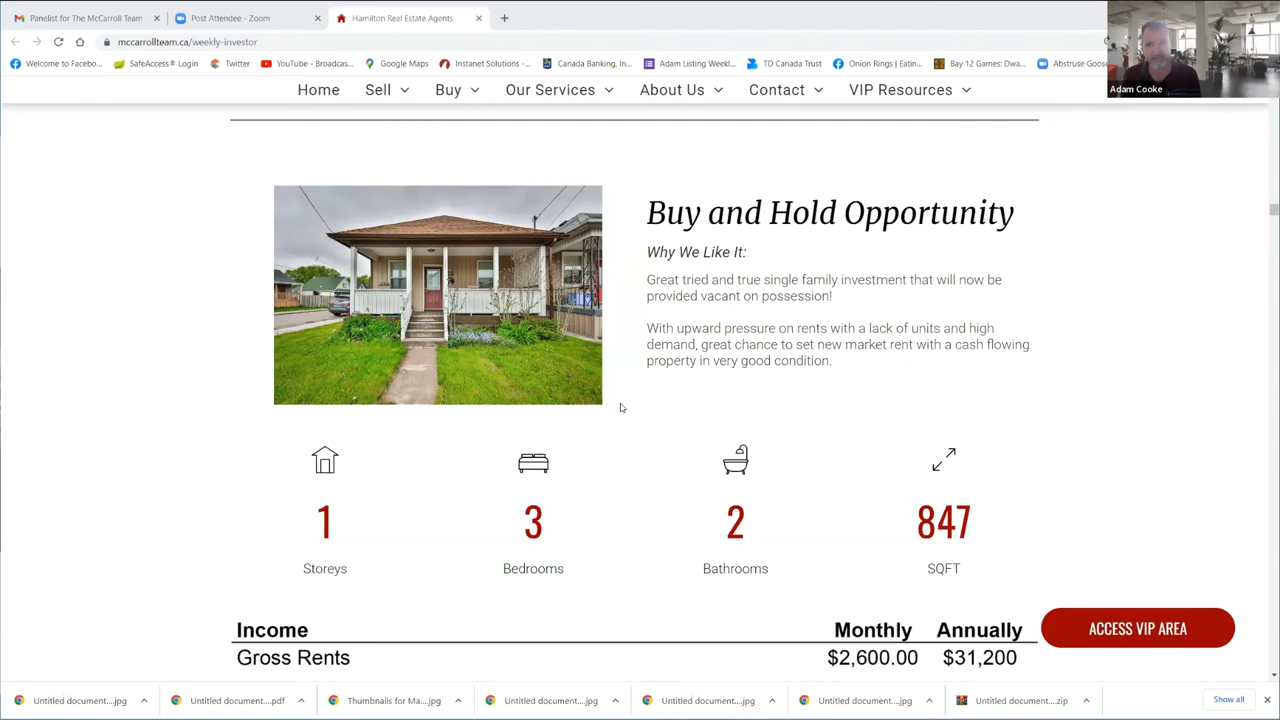 Panelist for The McCarroll Team
Post Attendee - Zoom
Hamilton Real Estate Agents
mccarrollteam.ca/weekly-investor
Welcome to Facebo...
SafeAccess® Login
Twitter
YouTube - Broadcas...
Google Maps
Instanet Solutions -...
Canada Banking, In...
Adam Listing Weekl...
TD Canada Trust
Onion Rings | Eatin...
Bay 12 Games: Dwa...
Abstruse Goos
Adam Cooke
Home
Sell
Buy
Our Services
About Us
Contact
VIP Resources
Buy and Hold Opportunity
Why We Like It:
Great tried and true single family investment that will now be
provided vacant on possession!
With upward pressure on rents with a lack of units and high
demand, great chance to set new market rent with a cash flowing
property in very good condition.
1
3
2
847
Storeys
Bedrooms
Bathrooms
SQFT
Income Monthly Annually
Gross Rents $2,600.00 $31,200
ACCESS VIP AREA
Untitled document....jpg
Untitled document....pdf
Thumbnails for Ma....jpg
Untitled document....jpg
Untitled document....jpg
Untitled document....jpg
Untitled document....zip
Show all